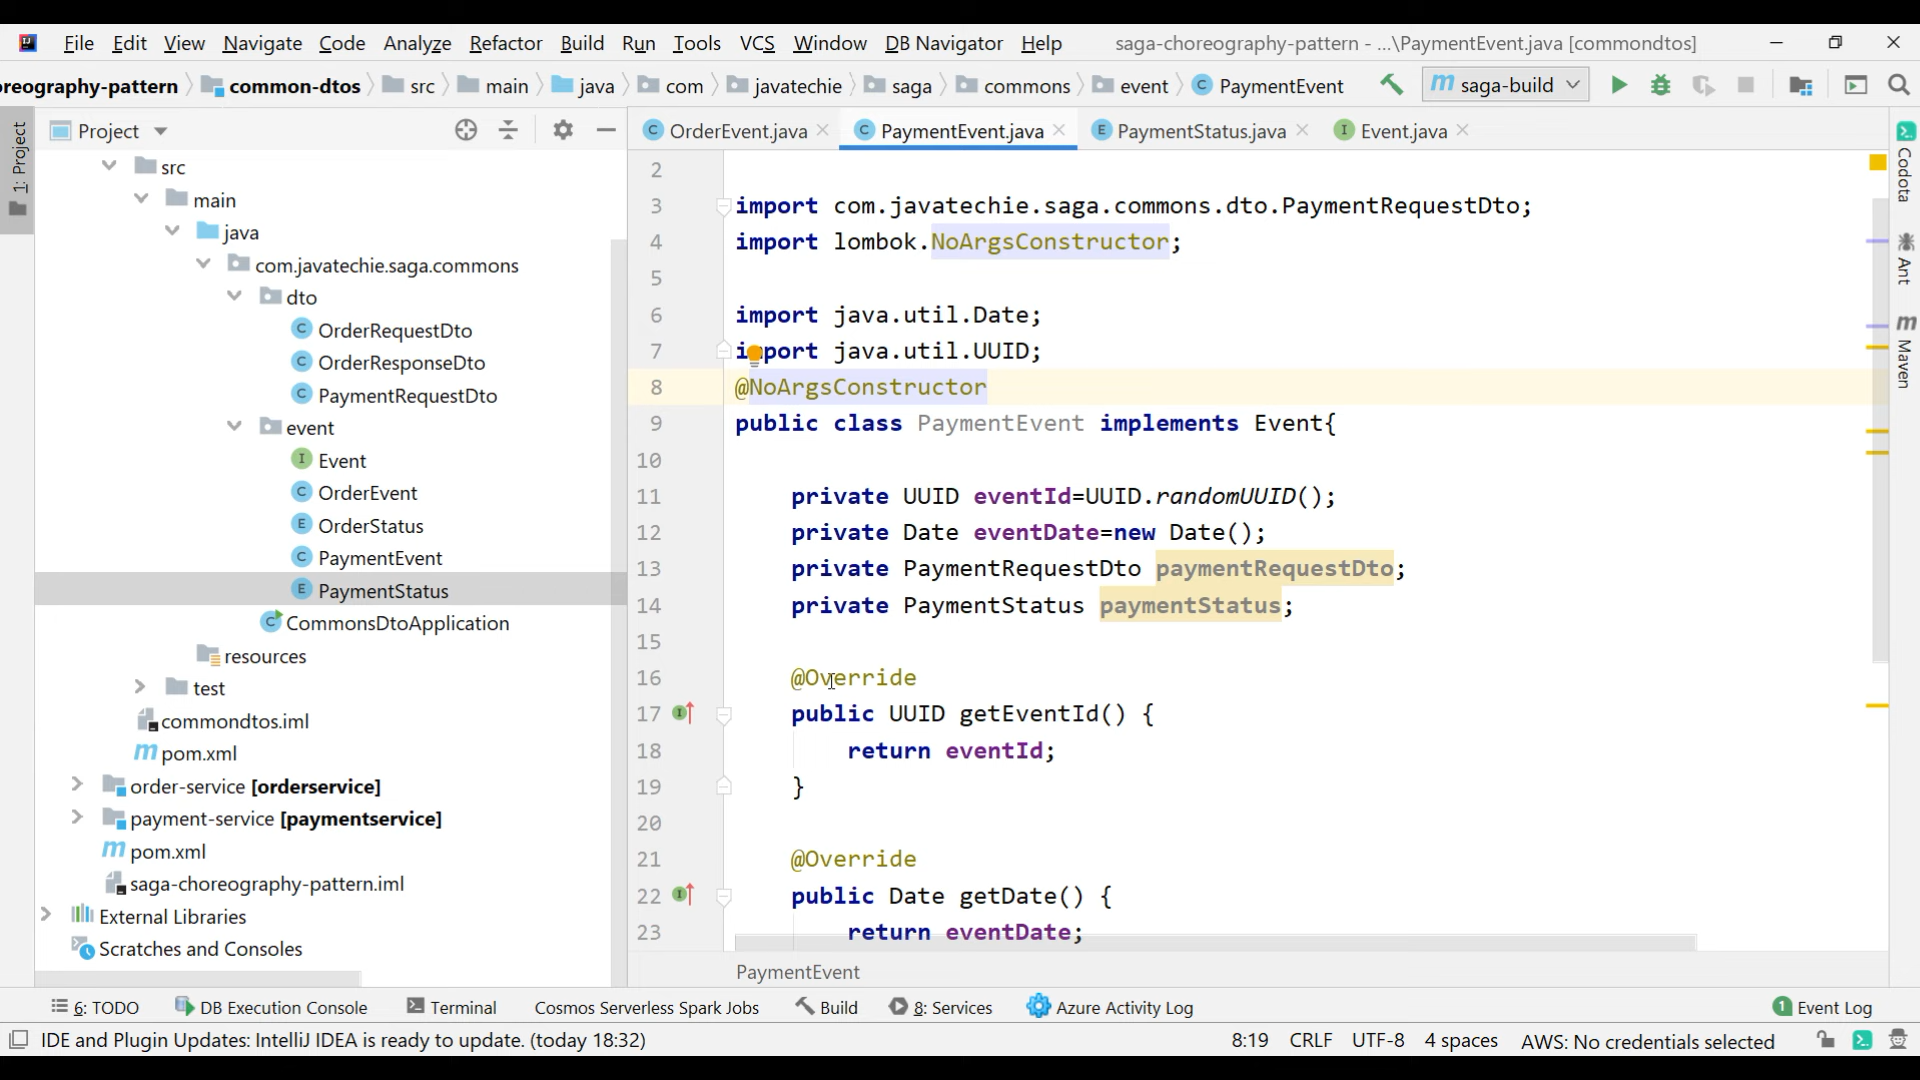 File Edit View Navigate Code Analyze Refactor Build Run Tools VCS Window DB Navigator Help saga-choreography-pattern - ...\PaymentEvent.java [commondtos]
reography-pattern common-dtos src main java com javatechie saga commons event PaymentEvent saga-build
Project
OrderEvent.java PaymentEvent.java PaymentStatus.java Event.java
1: Project
src
main
java
com.javatechie.saga.commons
dto
OrderRequestDto
OrderResponseDto
PaymentRequestDto
event
Event
OrderEvent
OrderStatus
PaymentEvent
PaymentStatus
CommonsDtoApplication
resources
test
commondtos.iml
pom.xml
order-service [orderservice]
payment-service [paymentservice]
pom.xml
saga-choreography-pattern.iml
External Libraries
Scratches and Consoles
2
3 import com.javatechie.saga.commons.dto.PaymentRequestDto;
4 import lombok.NoArgsConstructor;
5
6 import java.util.Date;
7 import java.util.UUID;
8 @NoArgsConstructor
9 public class PaymentEvent implements Event{
10
11 private UUID eventId=UUID.randomUUID();
12 private Date eventDate=new Date();
13 private PaymentRequestDto paymentRequestDto;
14 private PaymentStatus paymentStatus;
15
16 @Override
17 public UUID getEventId() {
18 return eventId;
19 }
20
21 @Override
22 public Date getDate() {
23 return eventDate;
PaymentEvent
Codota
Ant
Maven
6: TODO DB Execution Console Terminal Cosmos Serverless Spark Jobs Build 8: Services Azure Activity Log 1 Event Log
IDE and Plugin Updates: IntelliJ IDEA is ready to update. (today 18:32) 8:19 CRLF UTF-8 4 spaces AWS: No credentials selected